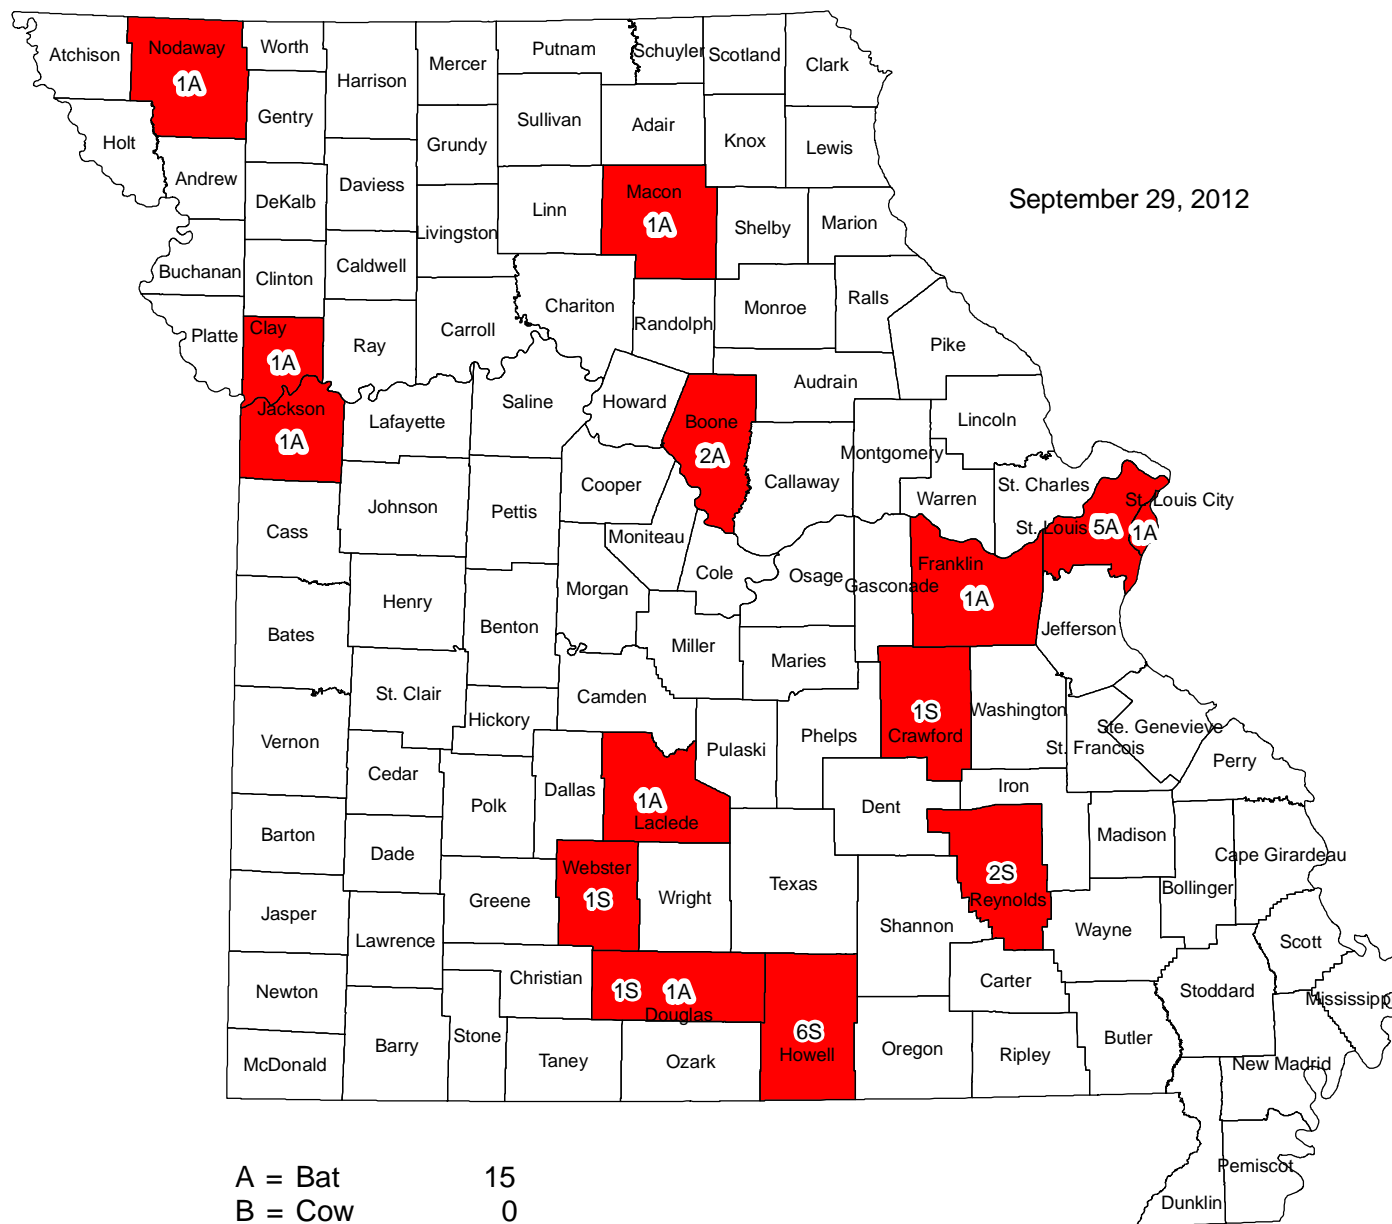 Atchison
Nodaway
1A
Worth
Harrison
Mercer
Putnam
Schuyler
Scotland
Clark
Holt
Gentry
Sullivan
Adair
Knox
Lewis
Andrew
DeKalb
Daviess
Grundy
Linn
Macon
1A
Shelby
Marion
September 29, 2012
Buchanan
Clinton
Caldwell
Livingston
Chariton
Randolph
Monroe
Ralls
Platte
Clay
1A
Ray
Carroll
Pike
Jackson
1A
Lafayette
Saline
Howard
Boone
2A
Audrain
Montgomery
Lincoln
Cass
Johnson
Pettis
Cooper
Moniteau
Callaway
Warren
St. Charles
St. Louis
5A
St. Louis City
1A
Bates
Henry
Benton
Morgan
Cole
Osage
Gasconade
Franklin
1A
Jefferson
Miller
Maries
Vernon
St. Clair
Hickory
Camden
Pulaski
Phelps
1S
Crawford
Washington
St. Francois
Ste. Genevieve
Perry
Cedar
Polk
Dallas
1A
Laclede
Dent
Iron
Barton
Dade
Madison
Cape Girardeau
Bollinger
Jasper
Greene
Webster
1S
Wright
Texas
Shannon
2S
Reynolds
Wayne
Scott
Lawrence
Christian
1S
1A
Douglas
6S
Howell
Carter
Stoddard
Mississippi
Newton
Stone
Barry
McDonald
Taney
Ozark
Oregon
Ripley
Butler
New Madrid
Pemiscot
Dunklin
A = Bat 15
B = Cow 0